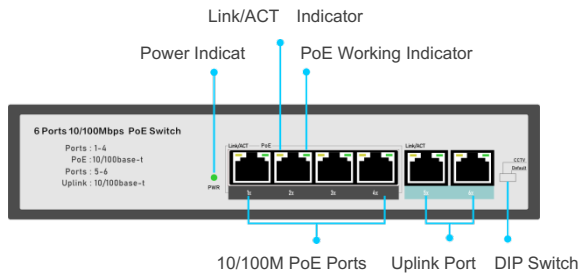 Link/ACT Indicator
Power Indicat
PoE Working Indicator
6 Ports 10/100Mbps PoE Switch
Ports : 1-4
PoE : 10/100base-t
Ports : 5-6
Uplink : 10/100base-t
PWR
Link/ACT PoE
Link/ACT
CCTV
Default
10/100M PoE Ports
Uplink Port
DIP Switch